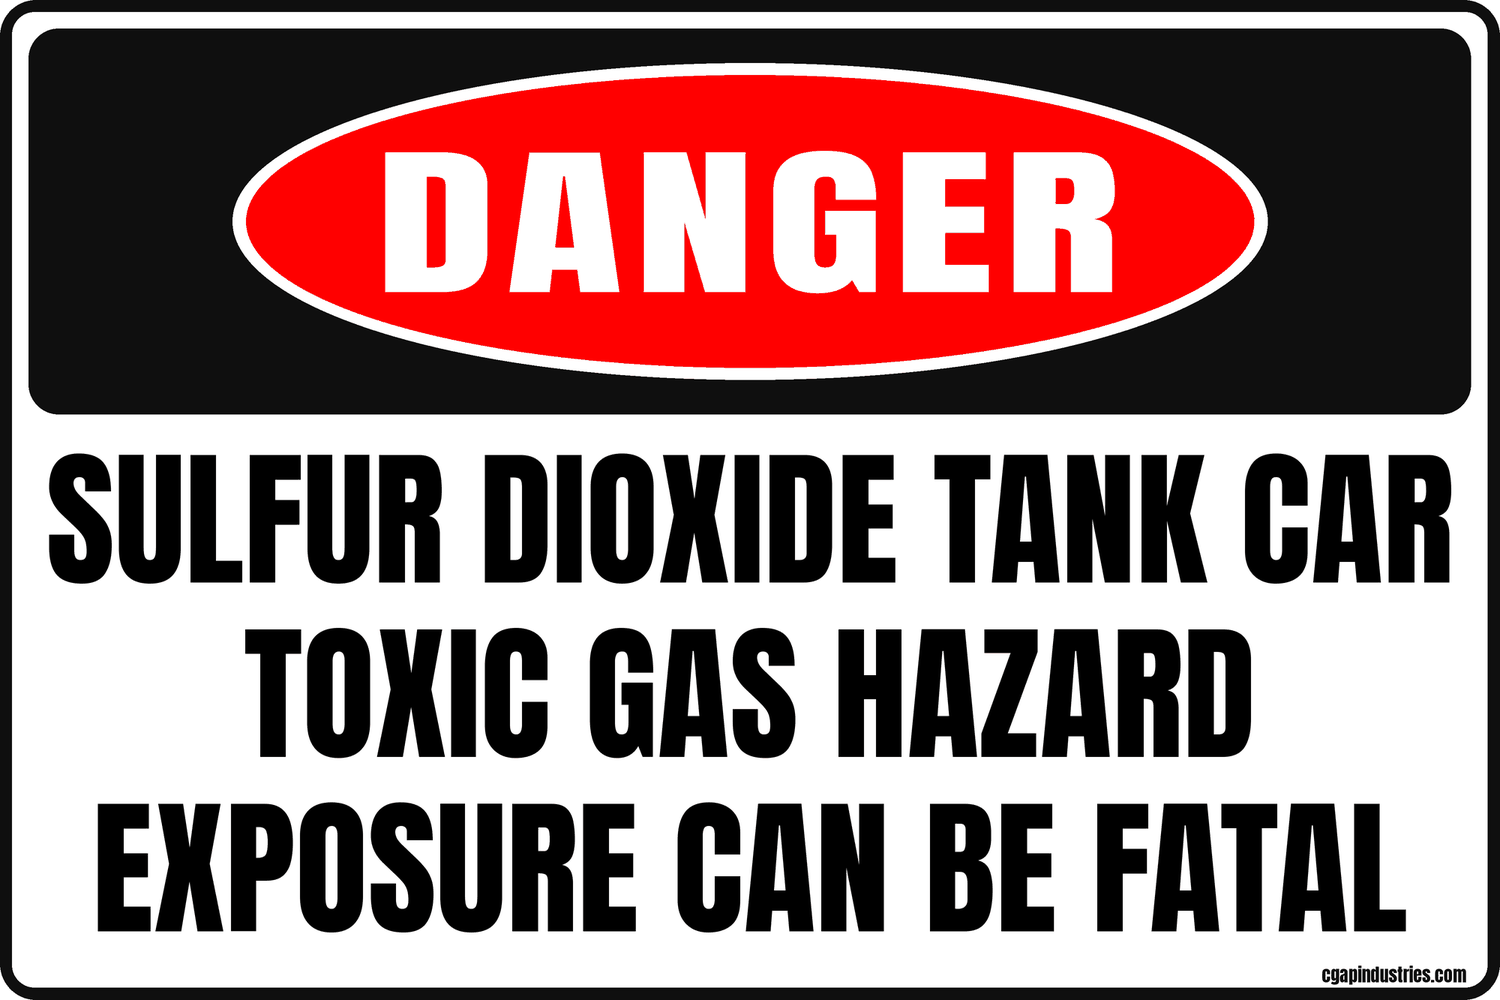 DANGER
SULFUR DIOXIDE TANK CAR
TOXIC GAS HAZARD
EXPOSURE CAN BE FATAL
cgapindustries.com